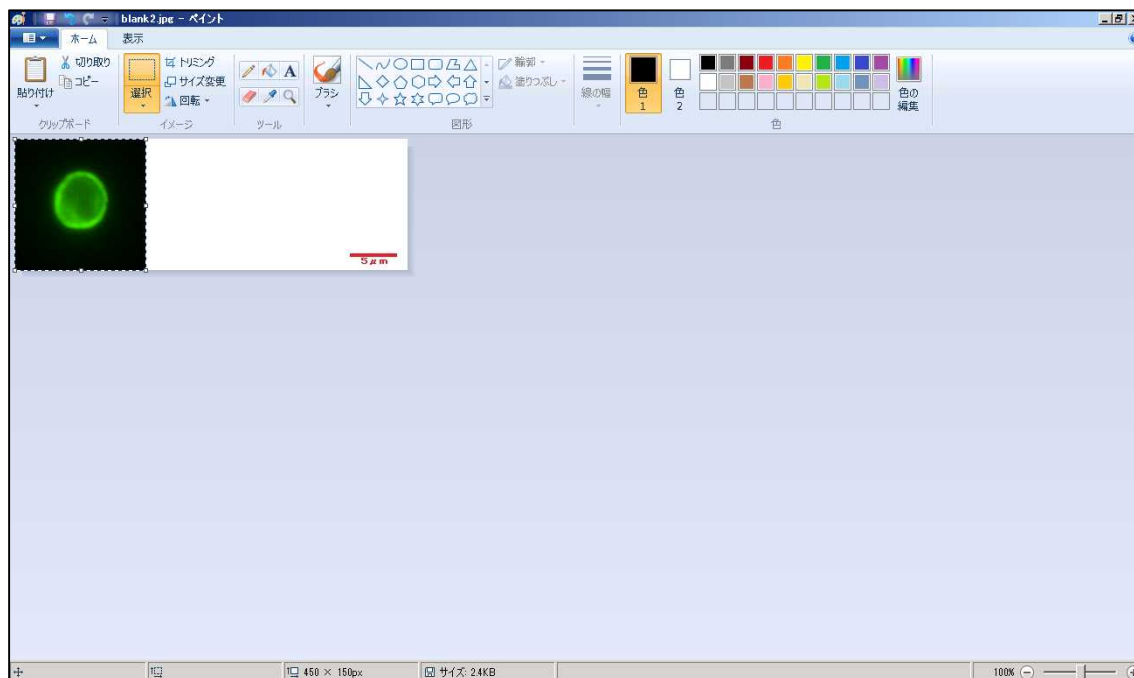 blank2.jpg - ペイント
ホーム 表示
貼り付け
切り取り
コピー
クリップボード
選択
トリミング
サイズ変更
回転
イメージ
A
ツール
ブラシ
輪郭
塗りつぶし
図形
線の幅
色
1
色
2
色の
編集
色
5μm
450 × 150px
サイズ: 2.4KB
100%